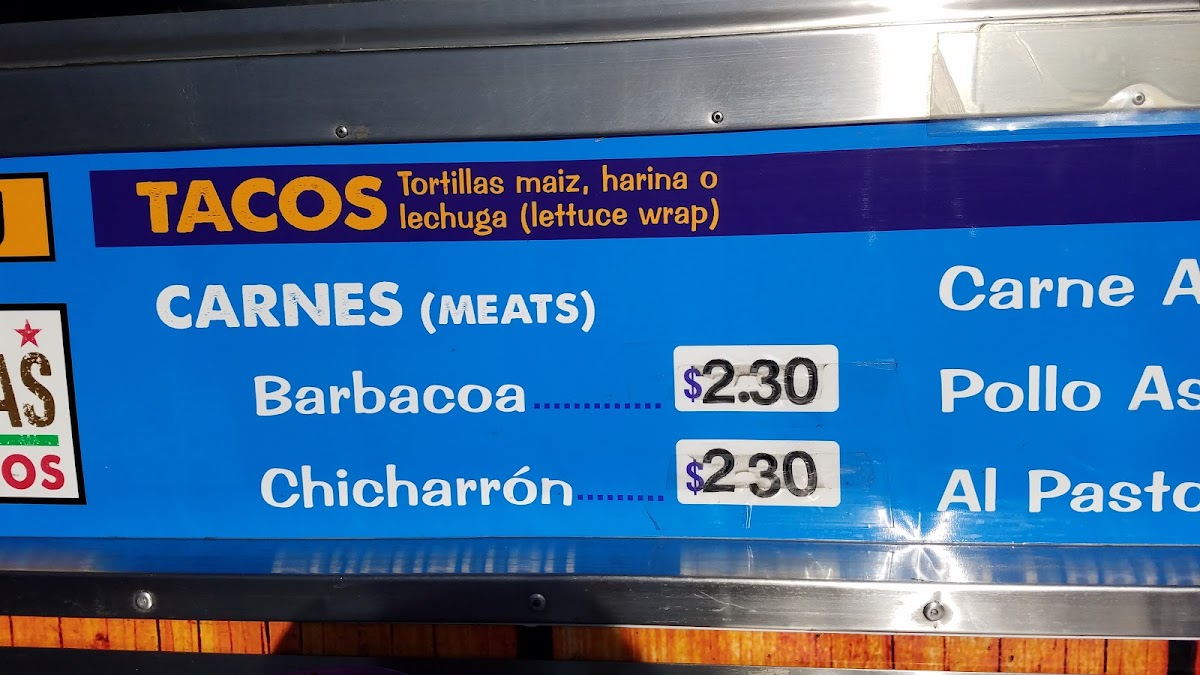 TACOS
Tortillas maiz, harina o
lechuga (lettuce wrap)
CARNES (MEATS)
Barbacoa........... $2.30
Chicharrón........ $2.30
Carne
Pollo
Al